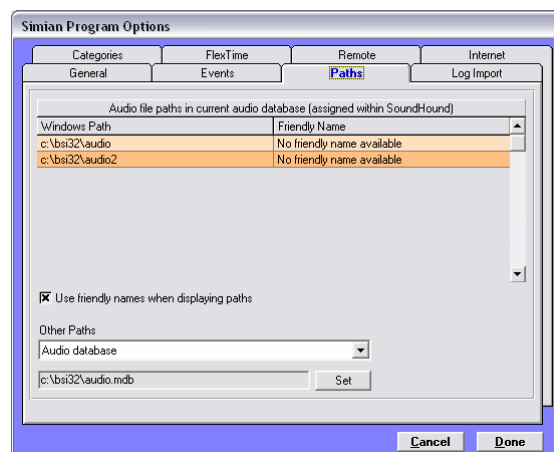 Simian Program Options
Categories FlexTime Remote Internet
General Events Paths Log Import
Audio file paths in current audio database (assigned within SoundHound)
Windows Path Friendly Name
c:\bsi32\audio No friendly name available
c:\bsi32\audio2 No friendly name available
Use friendly names when displaying paths
Other Paths
Audio database
c:\bsi32\audio.mdb Set
Cancel Done